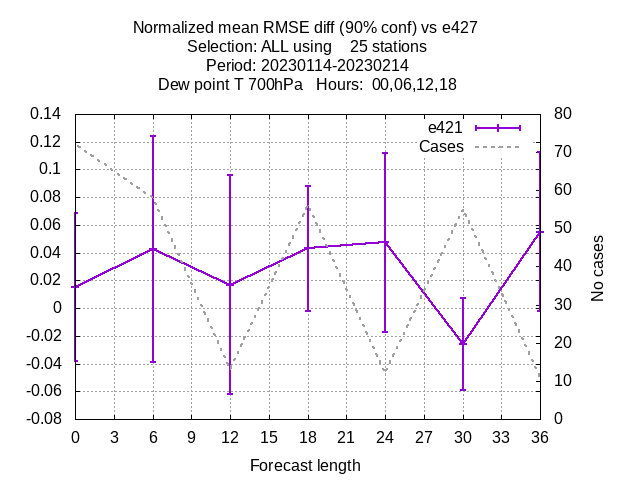 Normalized mean RMSE diff (90% conf) vs e427
Selection: ALL using    25 stations
Period: 20230114-20230214
Dew point T 700hPa   Hours:  00,06,12,18
e421
Cases
0.14
0.12
0.1
0.08
0.06
0.04
0.02
0
-0.02
-0.04
-0.06
-0.08
80
70
60
50
40
30
20
10
0
No cases
0 3 6 9 12 15 18 21 24 27 30 33 36
Forecast length